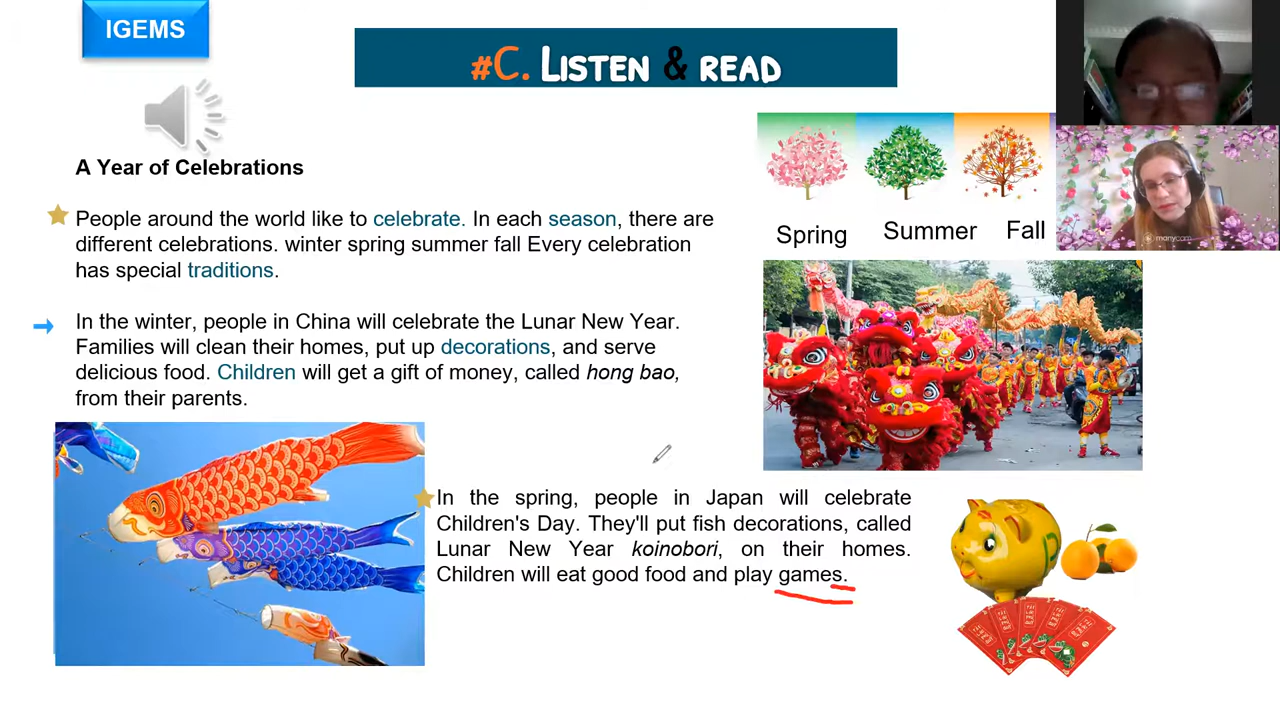 IGEMS
#C. LISTEN & READ
A Year of Celebrations
People around the world like to celebrate. In each season, there are
different celebrations. winter spring summer fall Every celebration
has special traditions.
In the winter, people in China will celebrate the Lunar New Year.
Families will clean their homes, put up decorations, and serve
delicious food. Children will get a gift of money, called hong bao,
from their parents.
In the spring, people in Japan will celebrate
Children's Day. They'll put fish decorations, called
Lunar New Year koinobori, on their homes.
Children will eat good food and play games.
Spring
Summer
Fall
manycam